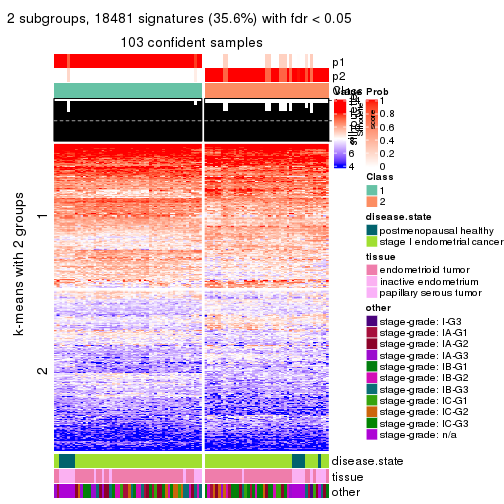 2 subgroups, 18481 signatures (35.6%) with fdr < 0.05
103 confident samples
p1
p2
Class
Value
Prob
1
0.8
0.6
0.4
0.2
0
6
4
score
Class
1
2
disease.state
postmenopausal healthy
stage I endometrial cancer
tissue
endometrioid tumor
inactive endometrium
papillary serous tumor
other
stage-grade: I-G3
stage-grade: IA-G1
stage-grade: IA-G2
stage-grade: IA-G3
stage-grade: IB-G1
stage-grade: IB-G2
stage-grade: IB-G3
stage-grade: IC-G1
stage-grade: IC-G2
stage-grade: IC-G3
stage-grade: n/a
k-means with 2 groups
1
2
disease.state
tissue
other